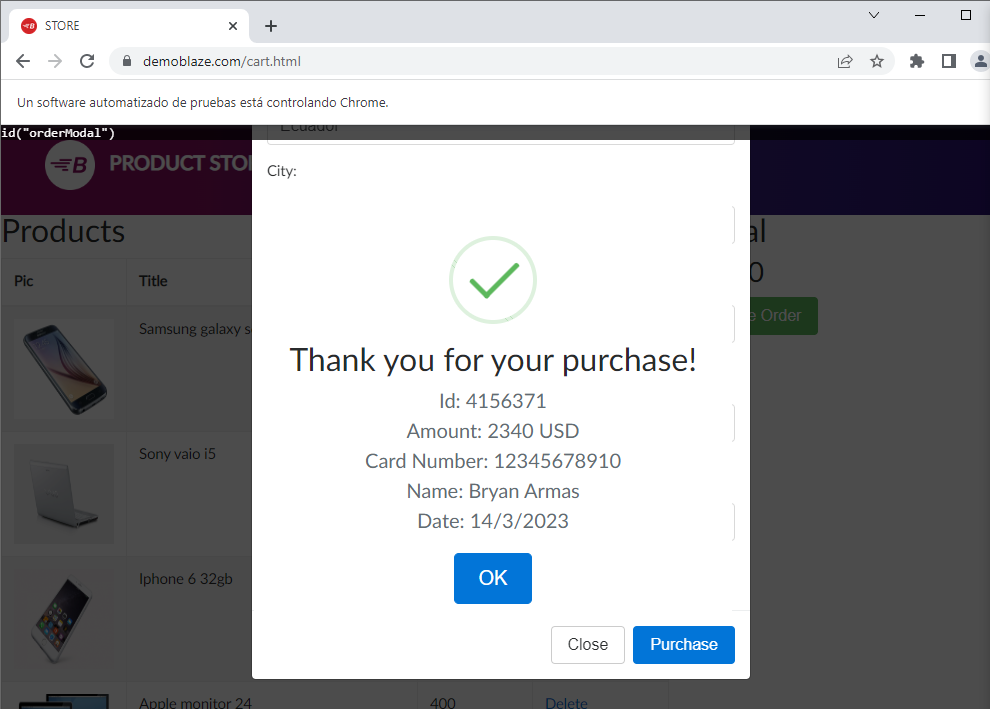 STORE
demoblaze.com/cart.html
Un software automatizado de pruebas está controlando Chrome.
id("orderModal")
Ecuador
B PRODUCT STO
City:
Products
al
Pic Title
0
Samsung galaxy s
e Order
Thank you for your purchase!
Id: 4156371
Amount: 2340 USD
Sony vaio i5
Card Number: 12345678910
Name: Bryan Armas
Date: 14/3/2023
Iphone 6 32gb
OK
Close Purchase
Apple monitor 24 400 Delete